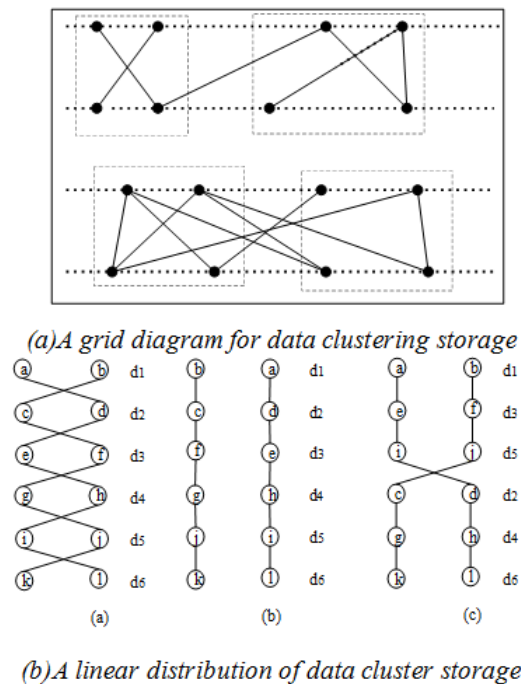 (a)A grid diagram for data clustering storage
a b d1 b a d1 a b d1
c d d2 c d d2 e f d3
e f d3 f e d3 i j d5
g h d4 g h d4 c d d2
i j d5 j i d5 g h d4
k l d6 k l d6 k l d6
(a) (b) (c)
(b)A linear distribution of data cluster storage